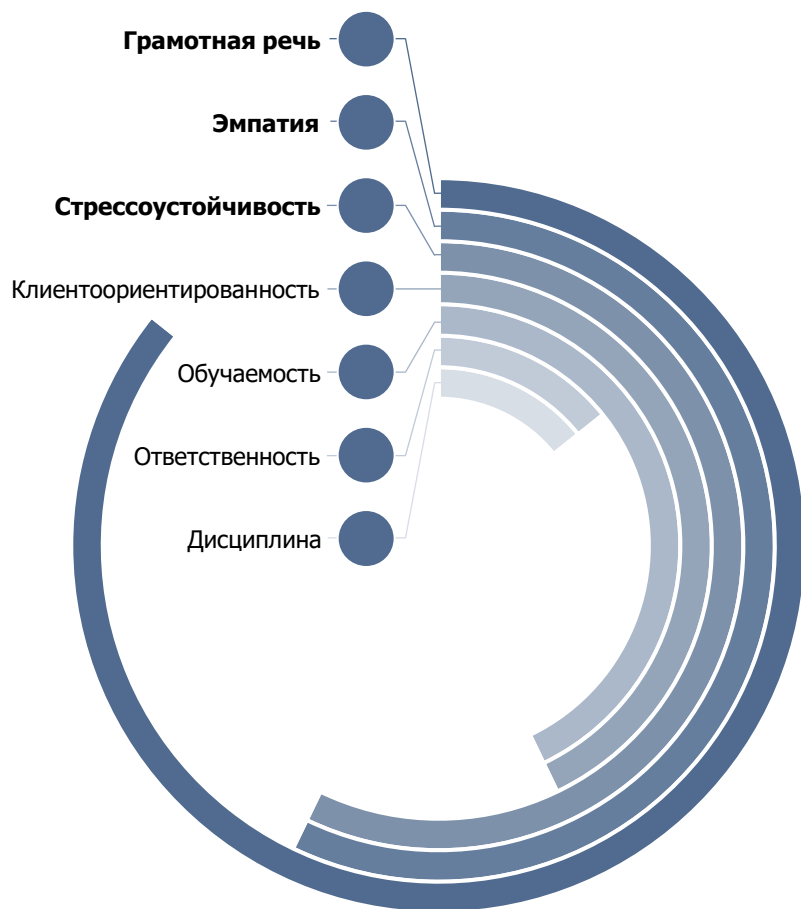 Грамотная речь
Эмпатия
Стрессоустойчивость
Клиентоориентированность
Обучаемость
Ответственность
Дисциплина